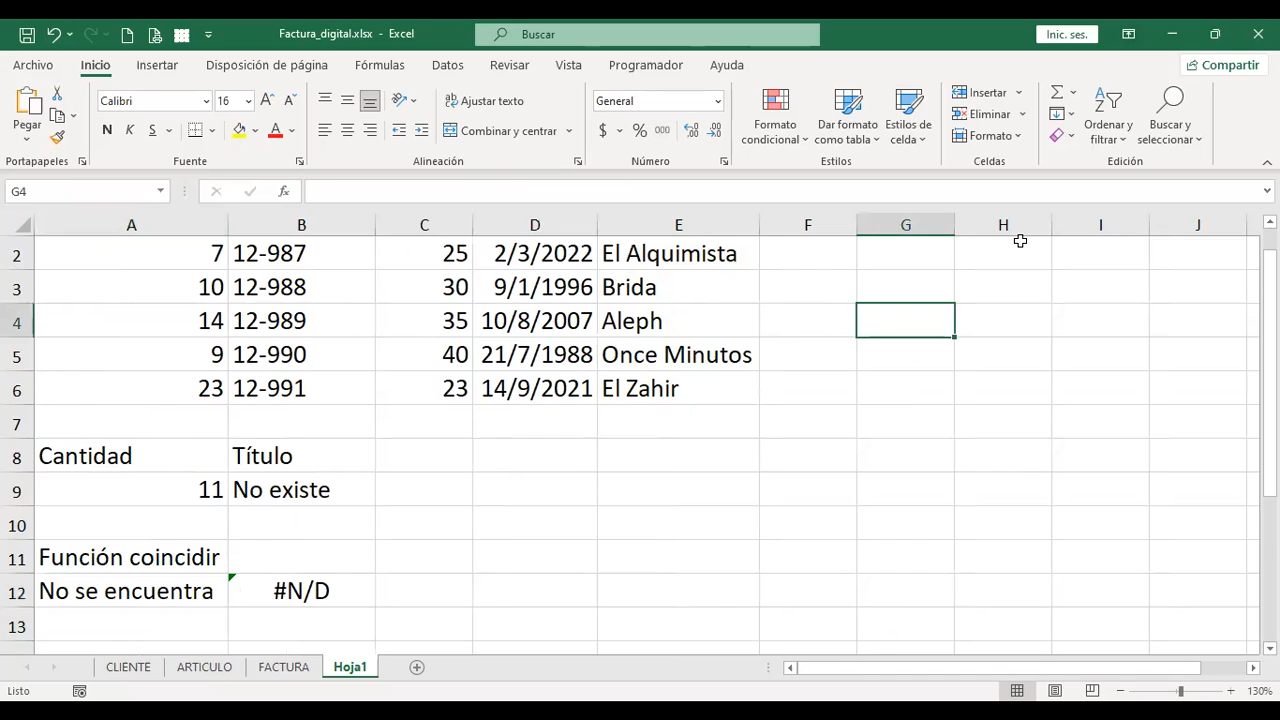 Factura_digital.xlsx - Excel
Buscar
Inic. ses.
Archivo Inicio Insertar Disposición de página Fórmulas Datos Revisar Vista Programador Ayuda Compartir
Pegar
Portapapeles
Calibri 16
N K S
Fuente
Ajustar texto
Combinar y centrar
Alineación
General
$ % 000
Número
Formato condicional
Dar formato como tabla
Estilos de celda
Estilos
Insertar
Eliminar
Formato
Celdas
Ordenar y filtrar
Buscar y seleccionar
Edición
G4 fx
A B C D E F G H I J
2 7 12-987 25 2/3/2022 El Alquimista
3 10 12-988 30 9/1/1996 Brida
4 14 12-989 35 10/8/2007 Aleph
5 9 12-990 40 21/7/1988 Once Minutos
6 23 12-991 23 14/9/2021 El Zahir
7
8 Cantidad Título
9 11 No existe
10
11 Función coincidir
12 No se encuentra #N/D
13
CLIENTE ARTICULO FACTURA Hoja1
Listo 130%